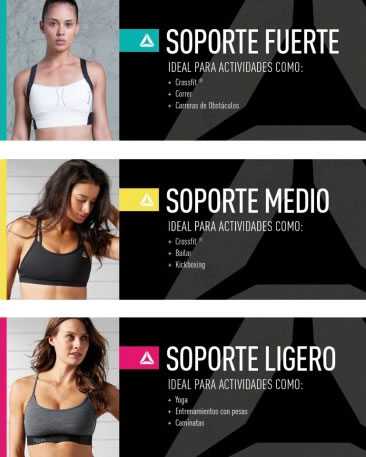 SOPORTE FUERTE
IDEAL PARA ACTIVIDADES COMO:
+ Crossfit ®
+ Correr
+ Carreras de Obstáculos
SOPORTE MEDIO
IDEAL PARA ACTIVIDADES COMO:
+ Crossfit ®
+ Bailar
+ Kickboxing
SOPORTE LIGERO
IDEAL PARA ACTIVIDADES COMO:
+ Yoga
+ Entrenamientos con pesas
+ Caminatas